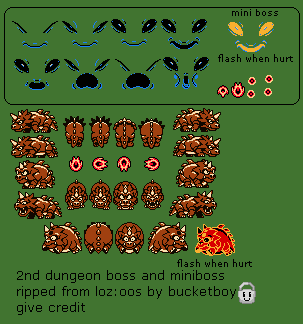 mini boss
flash when hurt
flash when hurt
2nd dungeon boss and miniboss
ripped from loz:oos by bucketboy
give credit